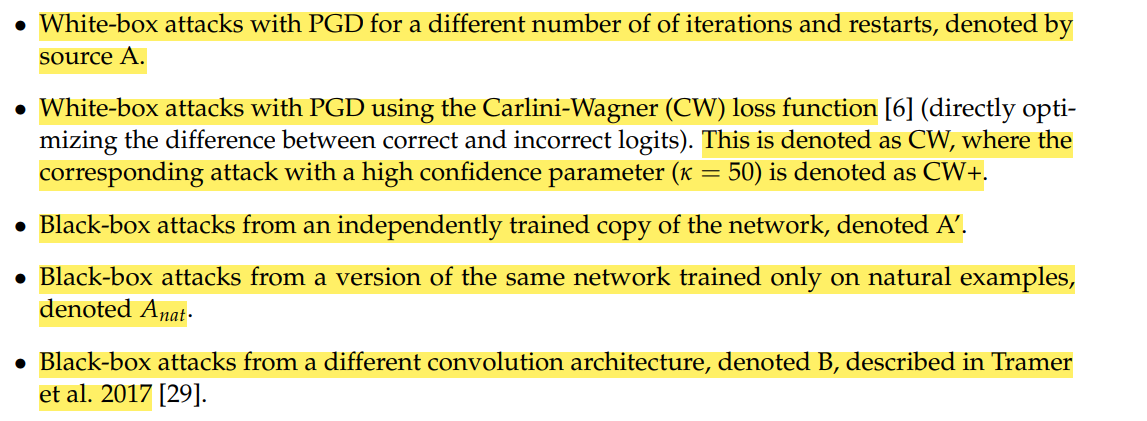 • White-box attacks with PGD for a different number of of iterations and restarts, denoted by
source A.
• White-box attacks with PGD using the Carlini-Wagner (CW) loss function [6] (directly opti-
mizing the difference between correct and incorrect logits). This is denoted as CW, where the
corresponding attack with a high confidence parameter (κ = 50) is denoted as CW+.
• Black-box attacks from an independently trained copy of the network, denoted A’.
• Black-box attacks from a version of the same network trained only on natural examples,
denoted Anat.
• Black-box attacks from a different convolution architecture, denoted B, described in Tramer
et al. 2017 [29].